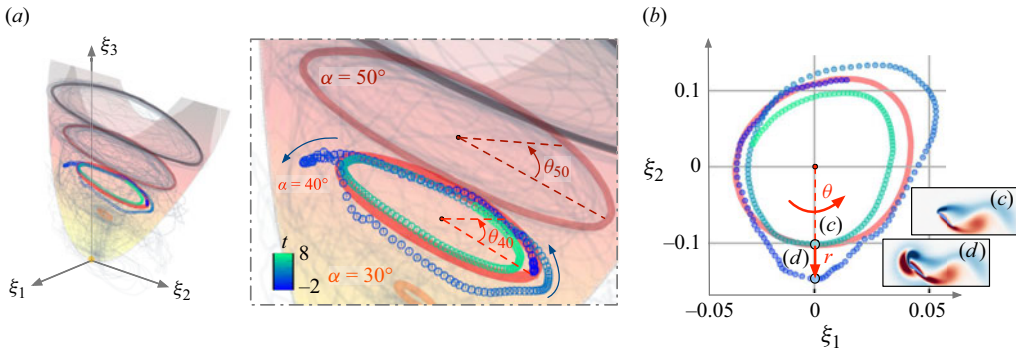 (a)
ξ3
ξ1
ξ2
α = 50°
θ50
α = 40°
θ40
t
8
−2
α = 30°
(b)
0.1
ξ2
0
−0.1
θ
(c)
(d)
r
(c)
(d)
−0.05
0
0.05
ξ1